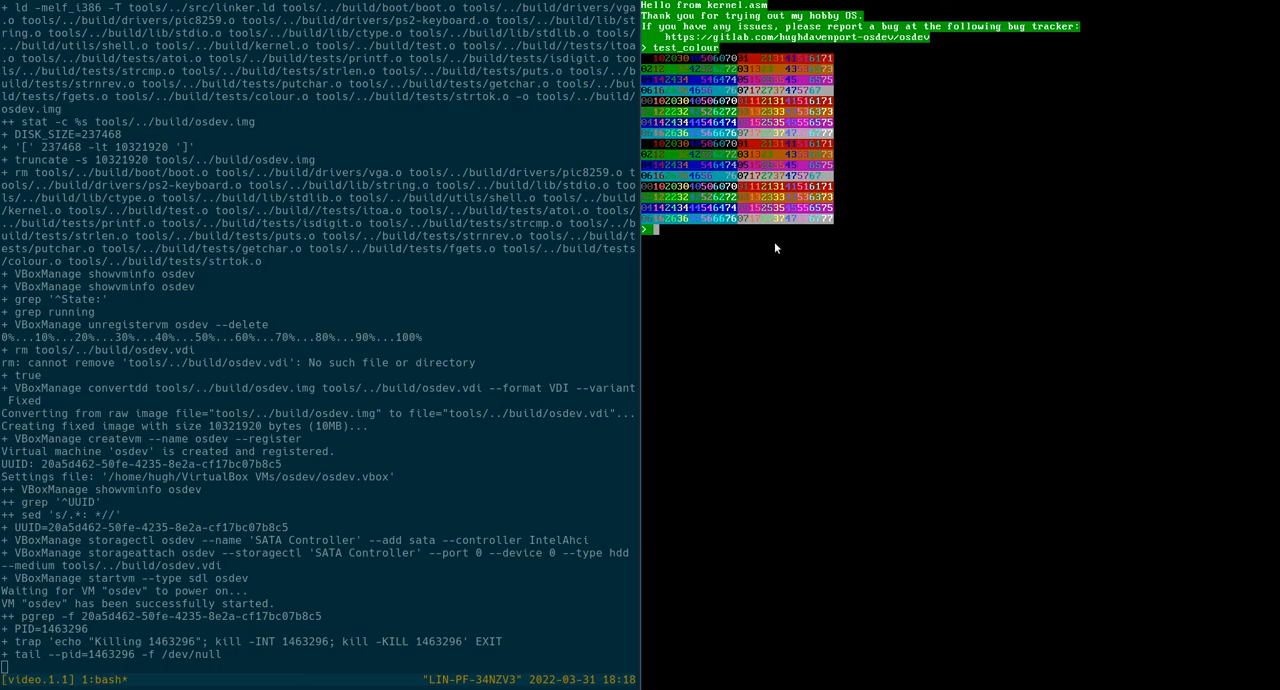 + ld -melf_i386 -T tools/../src/linker.ld tools/../build/boot/boot.o tools/../build/drivers/vga
.o tools/../build/drivers/pic8259.o tools/../build/drivers/ps2-keyboard.o tools/../build/lib/st
ring.o tools/../build/lib/stdio.o tools/../build/lib/ctype.o tools/../build/lib/stdlib.o tools/
../build/utils/shell.o tools/../build/kernel.o tools/../build/test.o tools/../build//tests/itoa
.o tools/../build//tests/atoi.o tools/../build//tests/printf.o tools/../build//tests/isdigit.o to
ols/../build//tests/strcmp.o tools/../build//tests/strlen.o tools/../build//tests/puts.o tools/../bui
ld//tests/strnrev.o tools/../build//tests/putchar.o tools/../build//tests/getchar.o tools/../bu
ild//tests/fgets.o tools/../build//tests/colour.o tools/../build//tests/strtok.o -o tools/../build/
osdev.img
++ stat -c %s tools/../build/osdev.img
+ DISK_SIZE=237468
+ '[' 237468 -lt 10321920 ']'
+ truncate -s 10321920 tools/../build/osdev.img
+ rm tools/../build/boot/boot.o tools/../build/drivers/vga.o tools/../build/drivers/pic8259.o t
ools/../build/drivers/ps2-keyboard.o tools/../build/lib/string.o tools/../build/lib/stdio.o too
ls/../build/lib/ctype.o tools/../build/lib/stdlib.o tools/../build/utils/shell.o tools/../build
/kernel.o tools/../build/test.o tools/../build//tests/itoa.o tools/../build//tests/atoi.o tools
/../build//tests/printf.o tools/../build//tests/isdigit.o tools/../build//tests/strcmp.o tools/../b
uild/tests/strlen.o tools/../build//tests/puts.o tools/../build//tests/strnrev.o tools/../build//t
ests/putchar.o tools/../build//tests/getchar.o tools/../build//tests/fgets.o tools/../build//tests
/colour.o tools/../build//tests/strtok.o
+ VBoxManage showvminfo osdev
+ VBoxManage showvminfo osdev
+ grep '^State:'
+ grep running
+ VBoxManage unregistervm osdev --delete
0%...10%...20%...30%...40%...50%...60%...70%...80%...90%...100%
+ rm tools/../build/osdev.vdi
rm: cannot remove 'tools/../build/osdev.vdi': No such file or directory
+ true
+ VBoxManage convertdd tools/../build/osdev.img tools/../build/osdev.vdi --format VDI --variant
Fixed
Converting from raw image file="tools/../build/osdev.img" to file="tools/../build/osdev.vdi"...
Creating fixed image with size 10321920 bytes (10MB)...
+ VBoxManage createvm --name osdev --register
Virtual machine 'osdev' is created and registered.
UUID: 20a5d462-50fe-4235-8e2a-cf17bc07b8c5
Settings file: '/home/hugh/VirtualBox VMs/osdev/osdev.vbox'
++ VBoxManage showvminfo osdev
++ grep '^UUID'
++ sed 's/.*: *//'
+ UUID=20a5d462-50fe-4235-8e2a-cf17bc07b8c5
+ VBoxManage storagectl osdev --name 'SATA Controller' --add sata --controller IntelAhci
+ VBoxManage storageattach osdev --storagectl 'SATA Controller' --port 0 --device 0 --type hdd
--medium tools/../build/osdev.vdi
+ VBoxManage startvm --type sdl osdev
Waiting for VM "osdev" to power on...
VM "osdev" has been successfully started.
++ pgrep -f 20a5d462-50fe-4235-8e2a-cf17bc07b8c5
+ PID=1463296
+ trap 'echo "Killing 1463296"; kill -INT 1463296; kill -KILL 1463296' EXIT
+ tail --pid=1463296 -f /dev/null
[video.1.1] 1:bash* "LIN-PF-34NZV3" 2022-03-31 18:18
Hello from kernel.asm
Thank you for trying out my hobby OS.
If you have any issues, please report a bug at the following bug tracker:
https://gitlab.com/hughdavenport-osdev/osdev
> test_colour
>